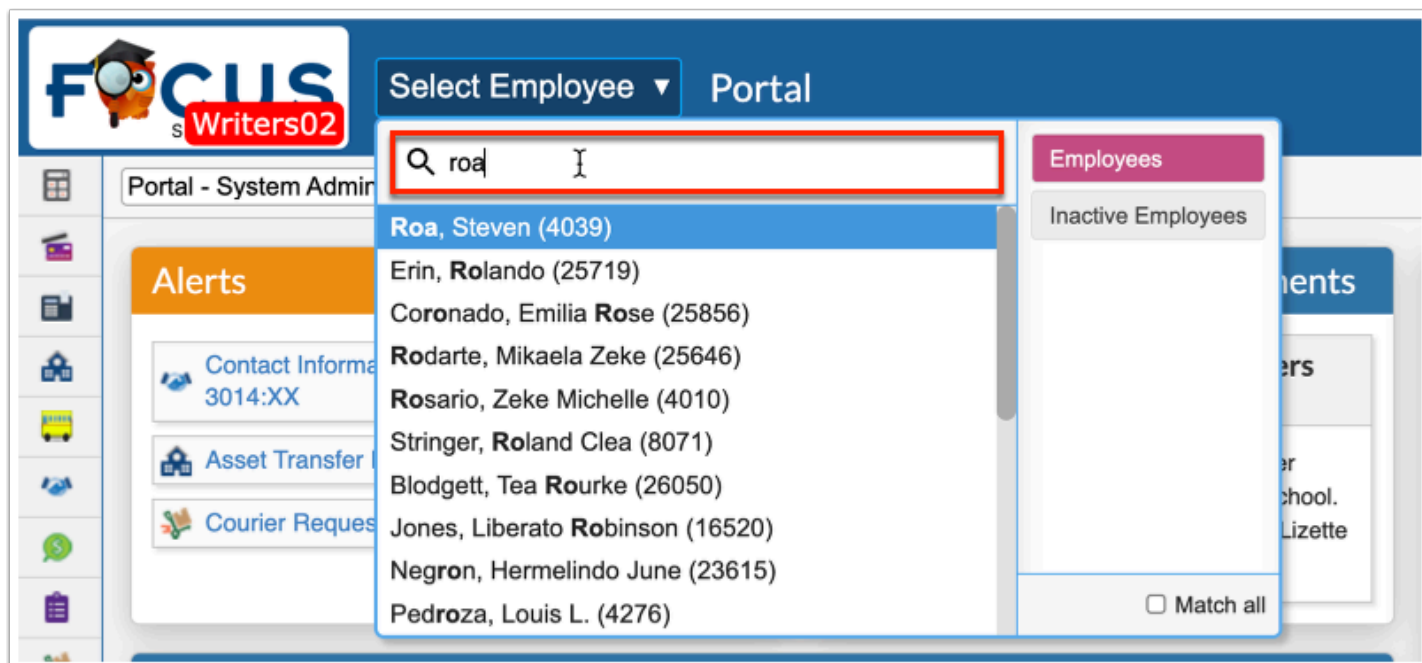 FOCUS
S
Writers02
Select Employee ▼ Portal
roa
Employees
Inactive Employees
Portal - System Admin
Roa, Steven (4039)
Erin, Rolando (25719)
Coronado, Emilia Rose (25856)
Rodarte, Mikaela Zeke (25646)
Rosario, Zeke Michelle (4010)
Stringer, Roland Clea (8071)
Blodgett, Tea Rourke (26050)
Jones, Liberato Robinson (16520)
Negron, Hermelindo June (23615)
Pedroza, Louis L. (4276)
Match all
Alerts
Contact Informa
3014:XX
Asset Transfer
Courier Reques
ents
ers
er
chool.
Lizette